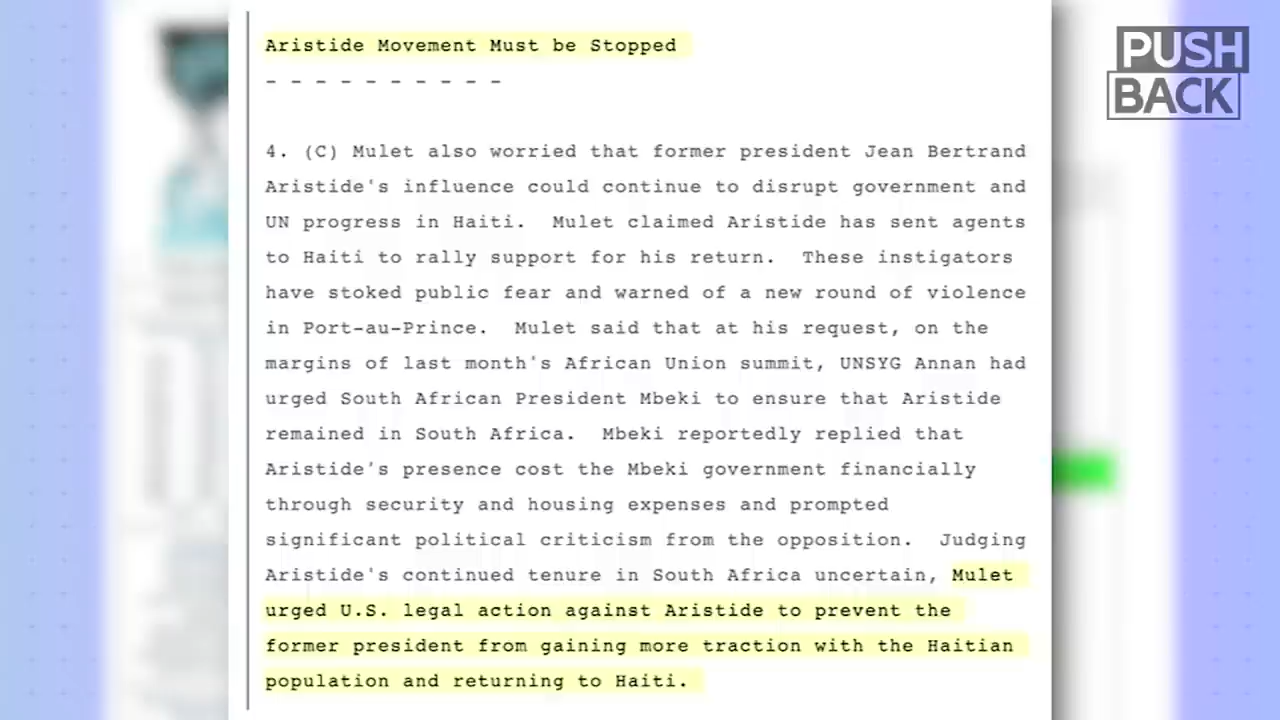 Aristide Movement Must be Stopped
- - - - - - - - - -
4. (C) Mulet also worried that former president Jean Bertrand
Aristide's influence could continue to disrupt government and
UN progress in Haiti.  Mulet claimed Aristide has sent agents
to Haiti to rally support for his return.  These instigators
have stoked public fear and warned of a new round of violence
in Port-au-Prince.  Mulet said that at his request, on the
margins of last month's African Union summit, UNSYG Annan had
urged South African President Mbeki to ensure that Aristide
remained in South Africa.  Mbeki reportedly replied that
Aristide's presence cost the Mbeki government financially
through security and housing expenses and prompted
significant political criticism from the opposition.  Judging
Aristide's continued tenure in South Africa uncertain, Mulet
urged U.S. legal action against Aristide to prevent the
former president from gaining more traction with the Haitian
population and returning to Haiti.
PUSH
BACK